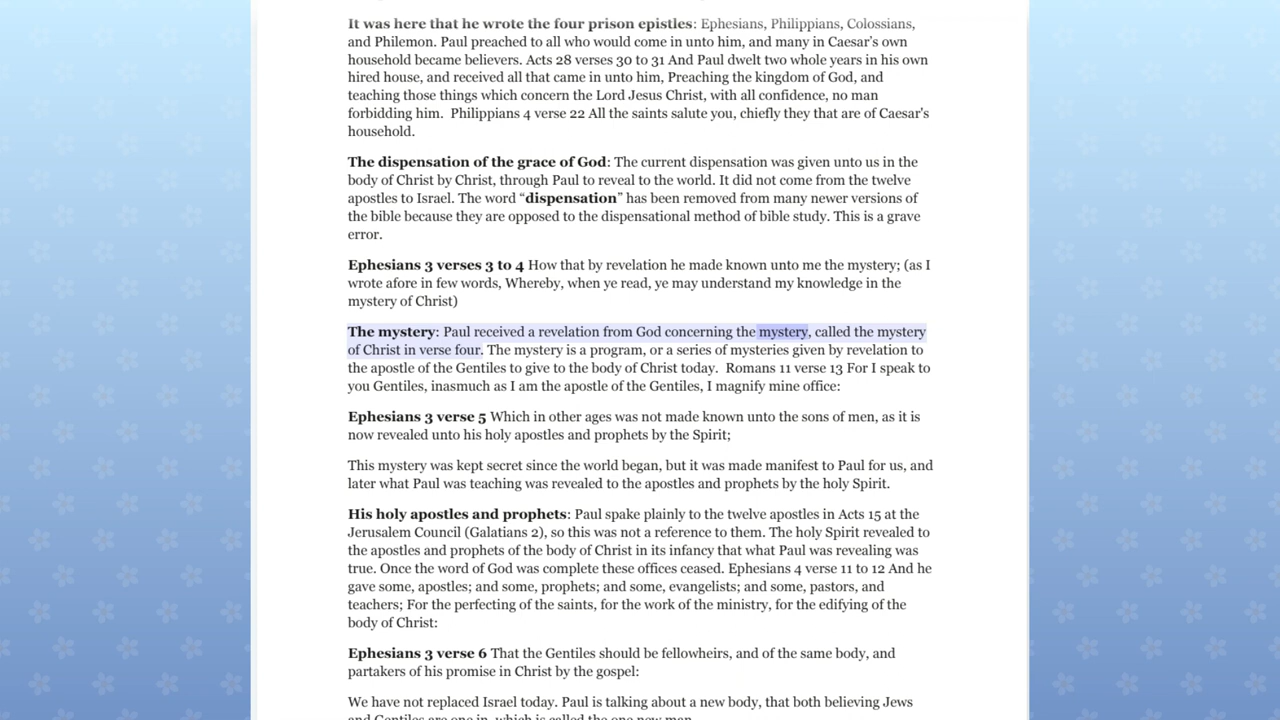 It was here that he wrote the four prison epistles: Ephesians, Philippians, Colossians,
and Philemon. Paul preached to all who would come in unto him, and many in Caesar’s own
household became believers. Acts 28 verses 30 to 31 And Paul dwelt two whole years in his own
hired house, and received all that came in unto him, Preaching the kingdom of God, and
teaching those things which concern the Lord Jesus Christ, with all confidence, no man
forbidding him.  Philippians 4 verse 22 All the saints salute you, chiefly they that are of Caesar's
household.
The dispensation of the grace of God: The current dispensation was given unto us in the
body of Christ by Christ, through Paul to reveal to the world. It did not come from the twelve
apostles to Israel. The word “dispensation” has been removed from many newer versions of
the bible because they are opposed to the dispensational method of bible study. This is a grave
error.
Ephesians 3 verses 3 to 4 How that by revelation he made known unto me the mystery; (as I
wrote afore in few words, Whereby, when ye read, ye may understand my knowledge in the
mystery of Christ)
The mystery: Paul received a revelation from God concerning the mystery, called the mystery
of Christ in verse four. The mystery is a program, or a series of mysteries given by revelation to
the apostle of the Gentiles to give to the body of Christ today.  Romans 11 verse 13 For I speak to
you Gentiles, inasmuch as I am the apostle of the Gentiles, I magnify mine office:
Ephesians 3 verse 5 Which in other ages was not made known unto the sons of men, as it is
now revealed unto his holy apostles and prophets by the Spirit;
This mystery was kept secret since the world began, but it was made manifest to Paul for us, and
later what Paul was teaching was revealed to the apostles and prophets by the holy Spirit.
His holy apostles and prophets: Paul spake plainly to the twelve apostles in Acts 15 at the
Jerusalem Council (Galatians 2), so this was not a reference to them. The holy Spirit revealed to
the apostles and prophets of the body of Christ in its infancy that what Paul was revealing was
true. Once the word of God was complete these offices ceased. Ephesians 4 verse 11 to 12 And he
gave some, apostles; and some, prophets; and some, evangelists; and some, pastors, and
teachers; For the perfecting of the saints, for the work of the ministry, for the edifying of the
body of Christ:
Ephesians 3 verse 6 That the Gentiles should be fellowheirs, and of the same body, and
partakers of his promise in Christ by the gospel:
We have not replaced Israel today. Paul is talking about a new body, that both believing Jews
and Gentiles are one in, which is called the one new man.